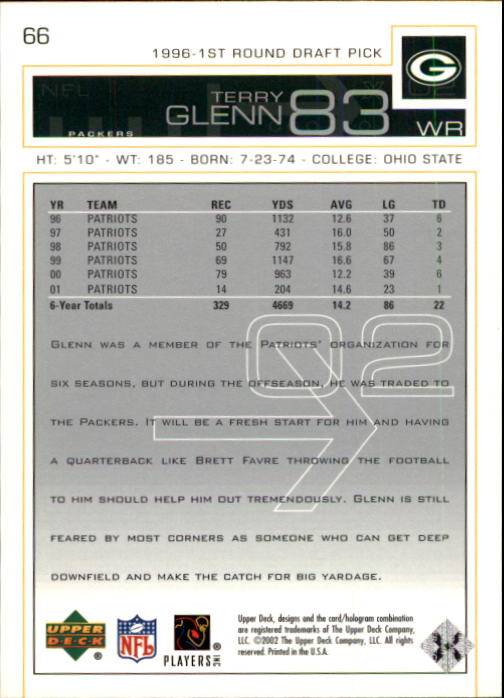 66
1996-1ST ROUND DRAFT PICK
G
NFL
TERRY
GLENN 83
PACKERS
WR
HT: 5'10" - WT: 185 - BORN: 7-23-74 - COLLEGE: OHIO STATE
YR TEAM REC YDS AVG LG TD
96 PATRIOTS 90 1132 12.6 37 6
97 PATRIOTS 27 431 16.0 50 2
98 PATRIOTS 50 792 15.8 86 3
99 PATRIOTS 69 1147 16.6 67 4
00 PATRIOTS 79 963 12.2 39 6
01 PATRIOTS 14 204 14.6 23 1
6-Year Totals 329 4669 14.2 86 22
02
GLENN WAS A MEMBER OF THE PATRIOTS' ORGANIZATION FOR
SIX SEASONS, BUT DURING THE OFFSEASON, HE WAS TRADED TO
THE PACKERS. IT WILL BE A FRESH START FOR HIM AND HAVING
A QUARTERBACK LIKE BRETT FAVRE THROWING THE FOOTBALL
TO HIM SHOULD HELP HIM OUT TREMENDOUSLY. GLENN IS STILL
FEARED BY MOST CORNERS AS SOMEONE WHO CAN GET DEEP
DOWNFIELD AND MAKE THE CATCH FOR BIG YARDAGE.
UPPER
DECK
®
NFL
®
PLAYERS INC
®
Upper Deck, designs and the card/hologram combination
are registered trademarks of The Upper Deck Company,
LLC. ©2002 The Upper Deck Company, LLC. All rights
reserved. Printed in the U.S.A.